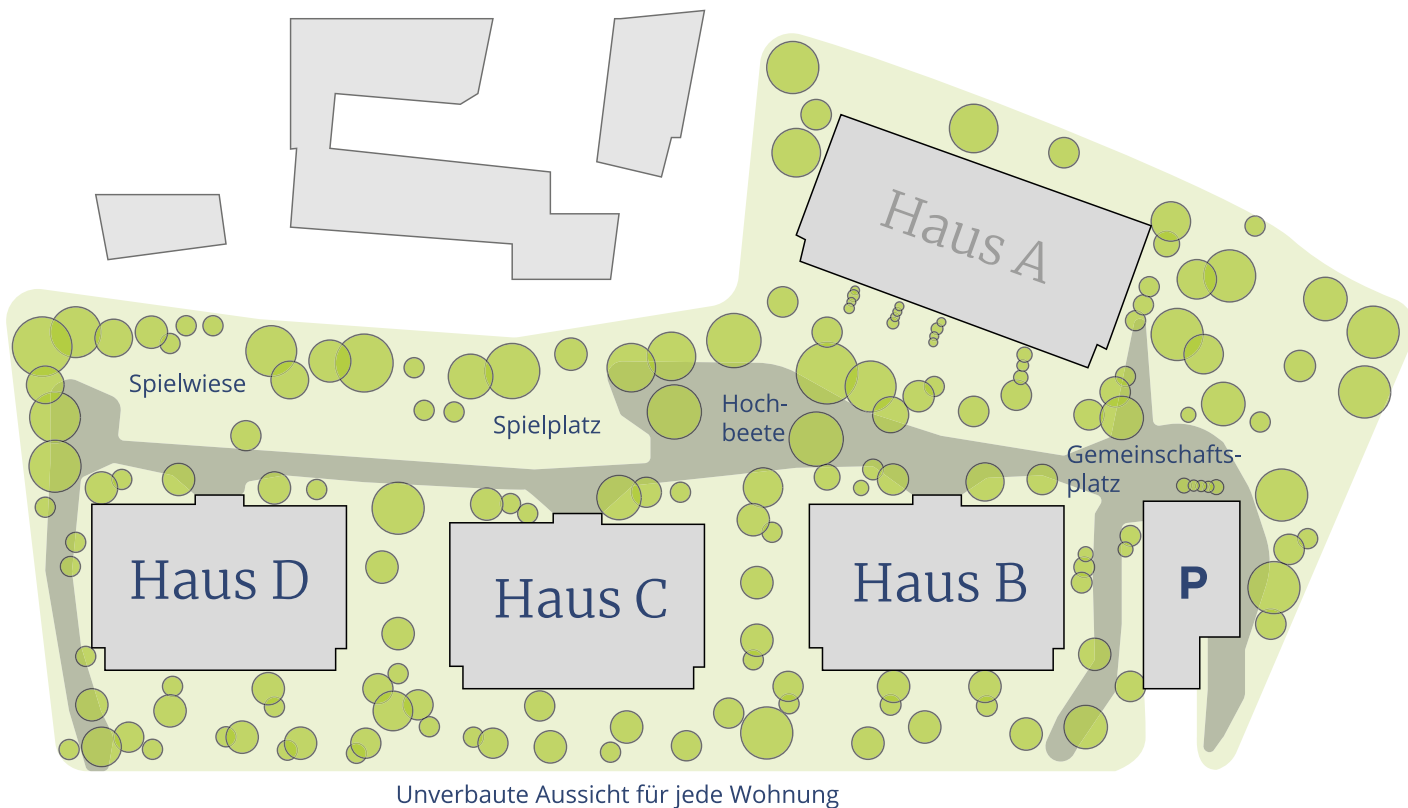 Haus A
Spielwiese
Spielplatz
Hoch-
beete
Gemeinschafts-
platz
Haus D
Haus C
Haus B
P
Unverbaute Aussicht für jede Wohnung